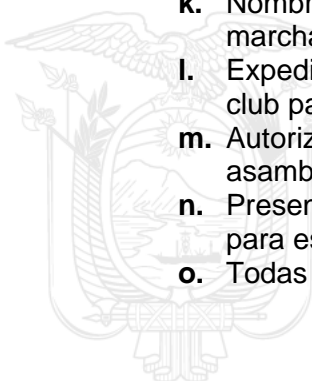 k. Nombr
marcha
l. Expedi
club pa
m. Autoriz
asamb
n. Presen
para es
o. Todas